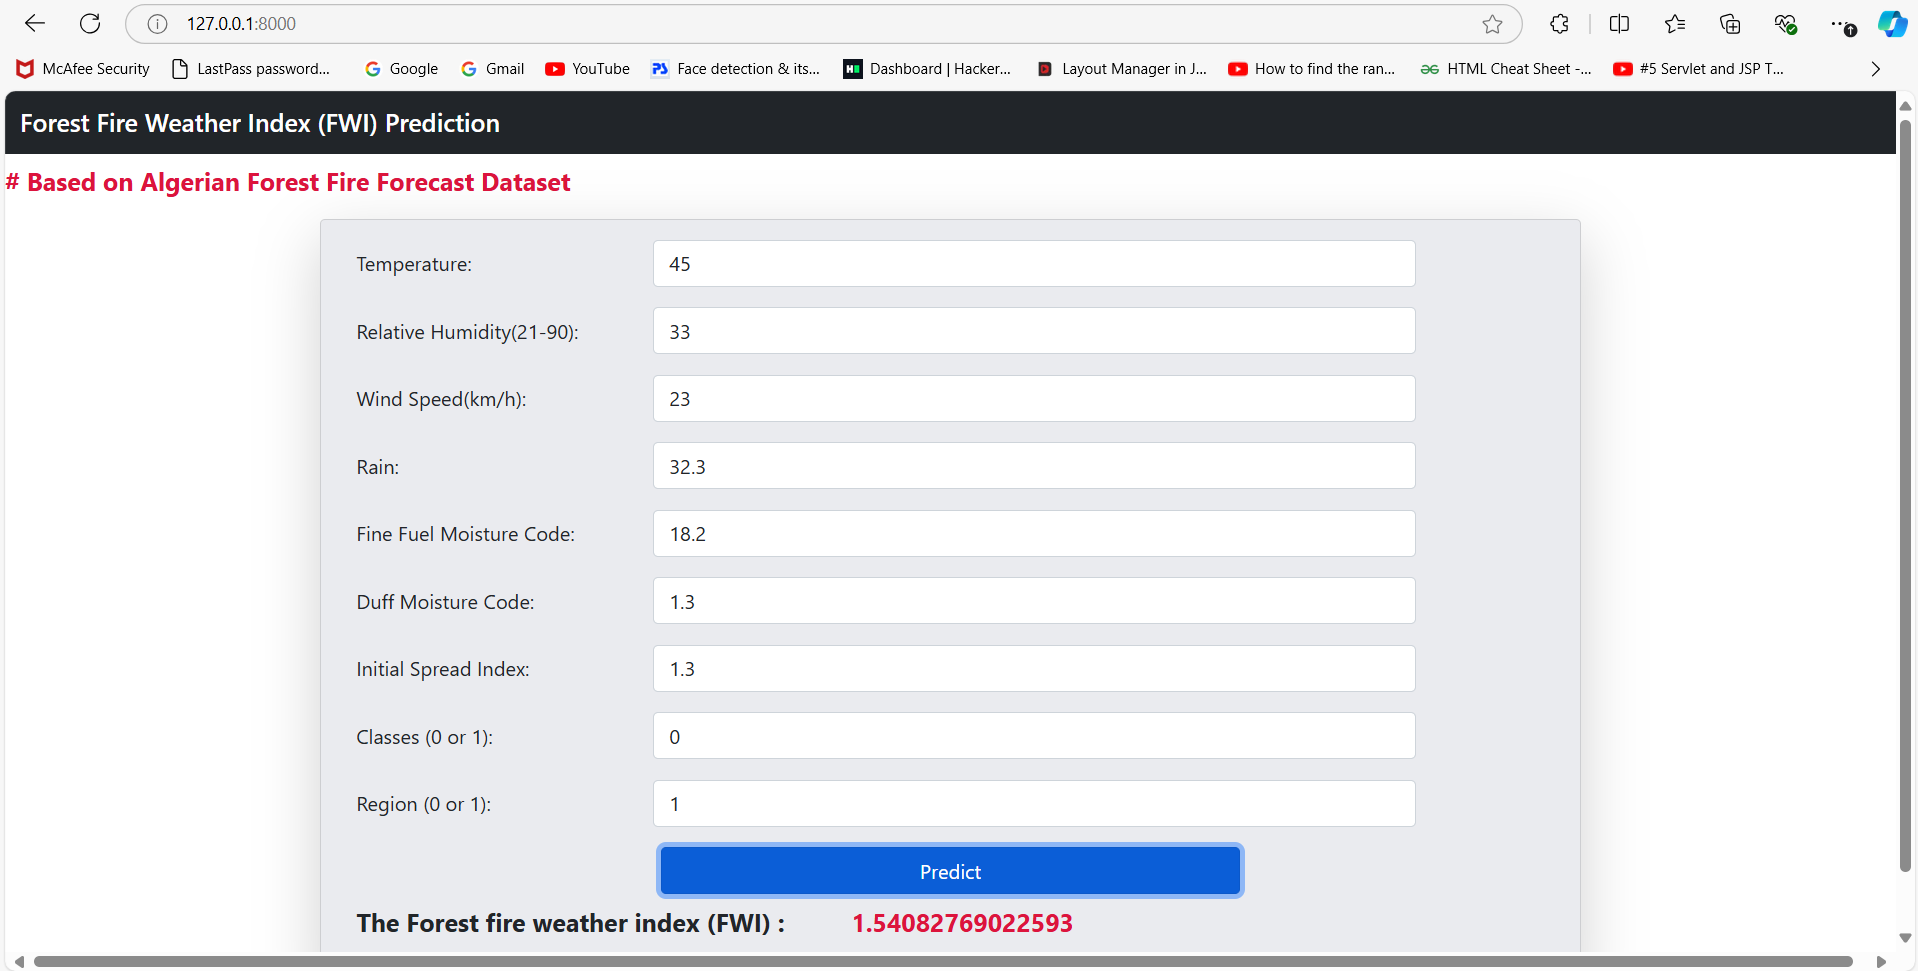 127.0.0.1:8000
McAfee Security LastPass password... Google Gmail YouTube PS Face detection & its... H Dashboard | Hacker... Layout Manager in J... How to find the ran... HTML Cheat Sheet -... #5 Servlet and JSP T...
Forest Fire Weather Index (FWI) Prediction
# Based on Algerian Forest Fire Forecast Dataset
Temperature: 45
Relative Humidity(21-90): 33
Wind Speed(km/h): 23
Rain: 32.3
Fine Fuel Moisture Code: 18.2
Duff Moisture Code: 1.3
Initial Spread Index: 1.3
Classes (0 or 1): 0
Region (0 or 1): 1
Predict
The Forest fire weather index (FWI) : 1.54082769022593